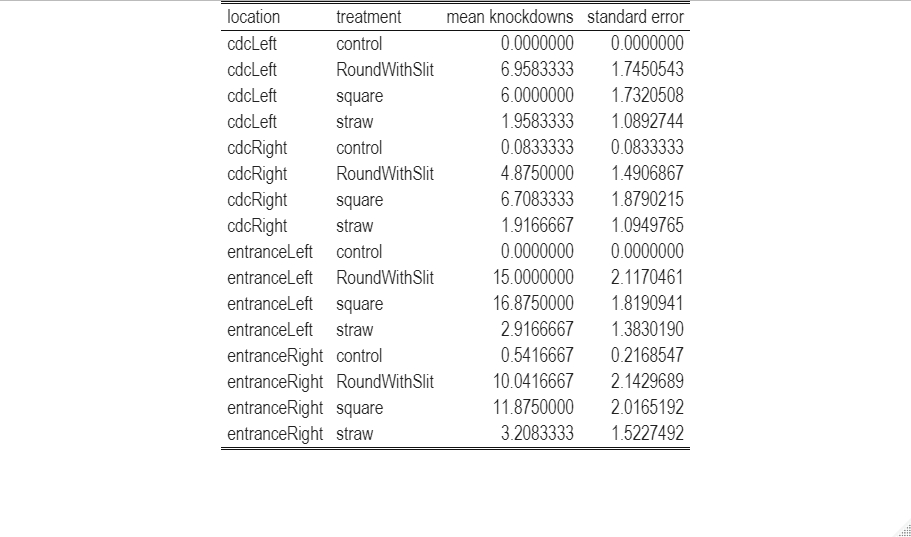 location treatment mean knockdowns standard error
cdcLeft control 0.0000000 0.0000000
cdcLeft RoundWithSlit 6.9583333 1.7450543
cdcLeft square 6.0000000 1.7320508
cdcLeft straw 1.9583333 1.0892744
cdcRight control 0.0833333 0.0833333
cdcRight RoundWithSlit 4.8750000 1.4906867
cdcRight square 6.7083333 1.8790215
cdcRight straw 1.9166667 1.0949765
entranceLeft control 0.0000000 0.0000000
entranceLeft RoundWithSlit 15.0000000 2.1170461
entranceLeft square 16.8750000 1.8190941
entranceLeft straw 2.9166667 1.3830190
entranceRight control 0.5416667 0.2168547
entranceRight RoundWithSlit 10.0416667 2.1429689
entranceRight square 11.8750000 2.0165192
entranceRight straw 3.2083333 1.5227492